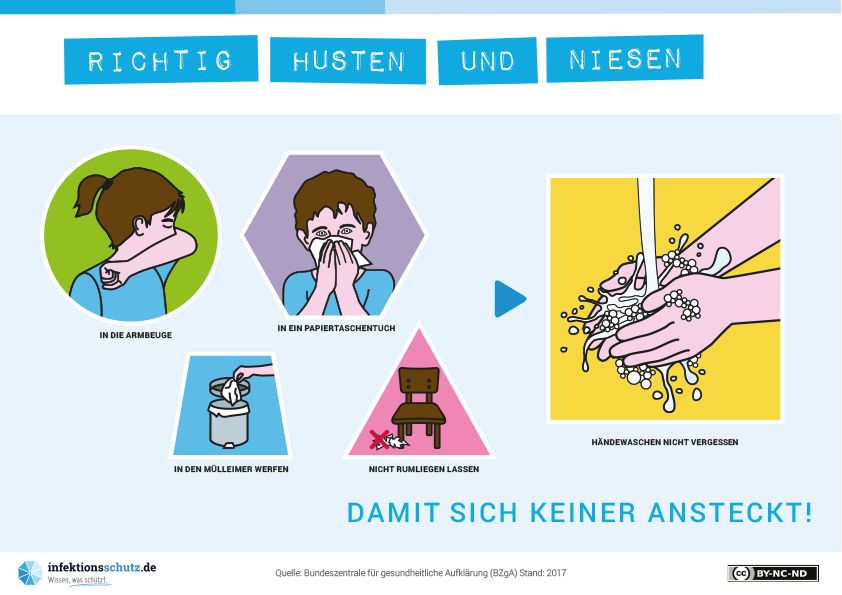 RICHTIG HUSTEN UND NIESEN
IN DIE ARMBEUGE
IN EIN PAPIERTASCHENTUCH
IN DEN MÜLLEIMER WERFEN
NICHT RUMLIEGEN LASSEN
HÄNDEWASCHEN NICHT VERGESSEN
DAMIT SICH KEINER ANSTECKT!
infektionsschutz.de
Wissen, was schützt.
Quelle: Bundeszentrale für gesundheitliche Aufklärung (BZgA) Stand: 2017
cc BY-NC-ND